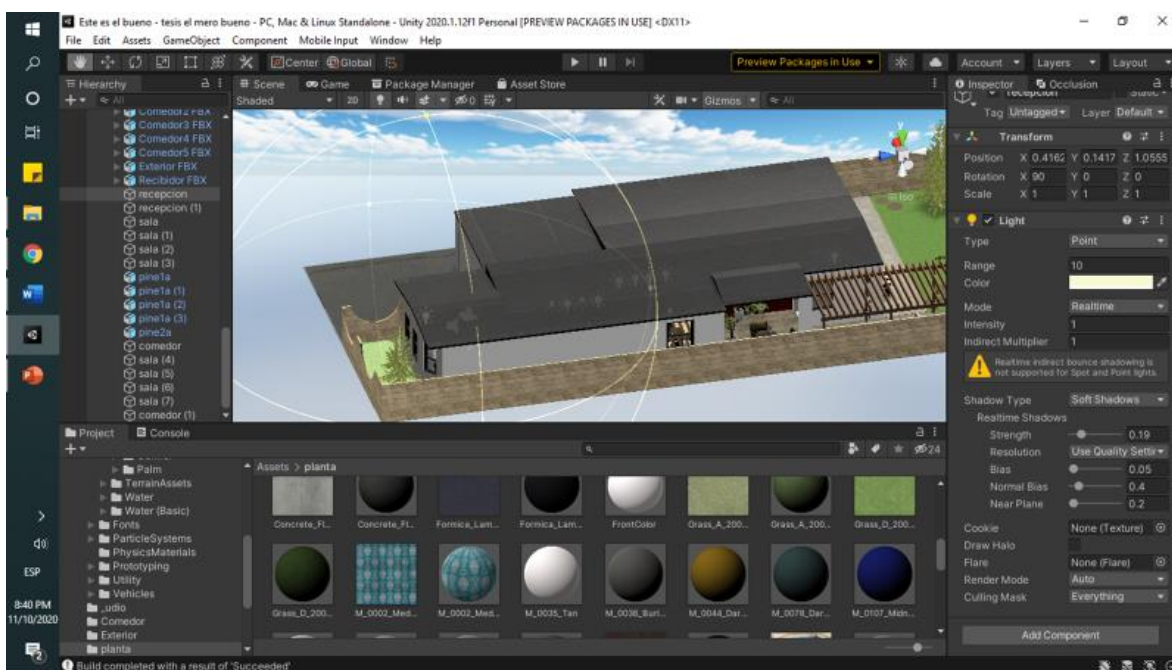 Este es el bueno - tesis el mero bueno - PC, Mac & Linux Standalone - Unity 2020.1.12f1 Personal [PREVIEW PACKAGES IN USE] <DX11>
File Edit Assets GameObject Component Mobile Input Window Help
Center Global Preview Packages in Use Account Layers Layout
Hierarchy Scene Game Package Manager Asset Store Inspector Occlusion
All Shaded 2D 0 Gizmos All
recepcion
Tag Untagged Layer Default
Comedor2 FBX
Comedor3 FBX
Comedor4 FBX
Comedor5 FBX
Exterior FBX
Recibidor FBX
recepcion
recepcion (1)
sala
sala (1)
sala (2)
sala (3)
pine1a
pine1a (1)
pine1a (2)
pine1a (3)
pine2a
comedor
sala (4)
sala (5)
sala (6)
sala (7)
comedor (1)
Iso
Transform
Position X 0.4162 Y 0.1417 Z 1.0555
Rotation X 90 Y 0 Z 0
Scale X 1 Y 1 Z 1
Light
Type Point
Range 10
Color
Mode Realtime
Intensity 1
Indirect Multiplier 1
Realtime indirect bounce shadowing is
not supported for Spot and Point lights.
Shadow Type Soft Shadows
Realtime Shadows
Strength 0.19
Resolution Use Quality Settin
Bias 0.05
Normal Bias 0.4
Near Plane 0.2
Cookie None (Texture)
Draw Halo
Flare None (Flare)
Render Mode Auto
Culling Mask Everything
Add Component
Project Console
24
Palm
TerrainAssets
Water
Water (Basic)
Fonts
ParticleSystems
PhysicsMaterials
Prototyping
Utility
Vehicles
_udio
Comedor
Exterior
planta
Assets > planta
Concrete_Fl... Concrete_Fl... Formica_Lam... Formica_Lam... FrontColor Grass_A_200... Grass_A_200... Grass_D_200...
Grass_D_200... M_0002_Med... M_0002_Med... M_0035_Tan M_0036_Burl... M_0044_Dar... M_0078_Dar... M_0107_Midn...
Build completed with a result of 'Succeeded'
ESP
8:40 PM
11/10/2020
2